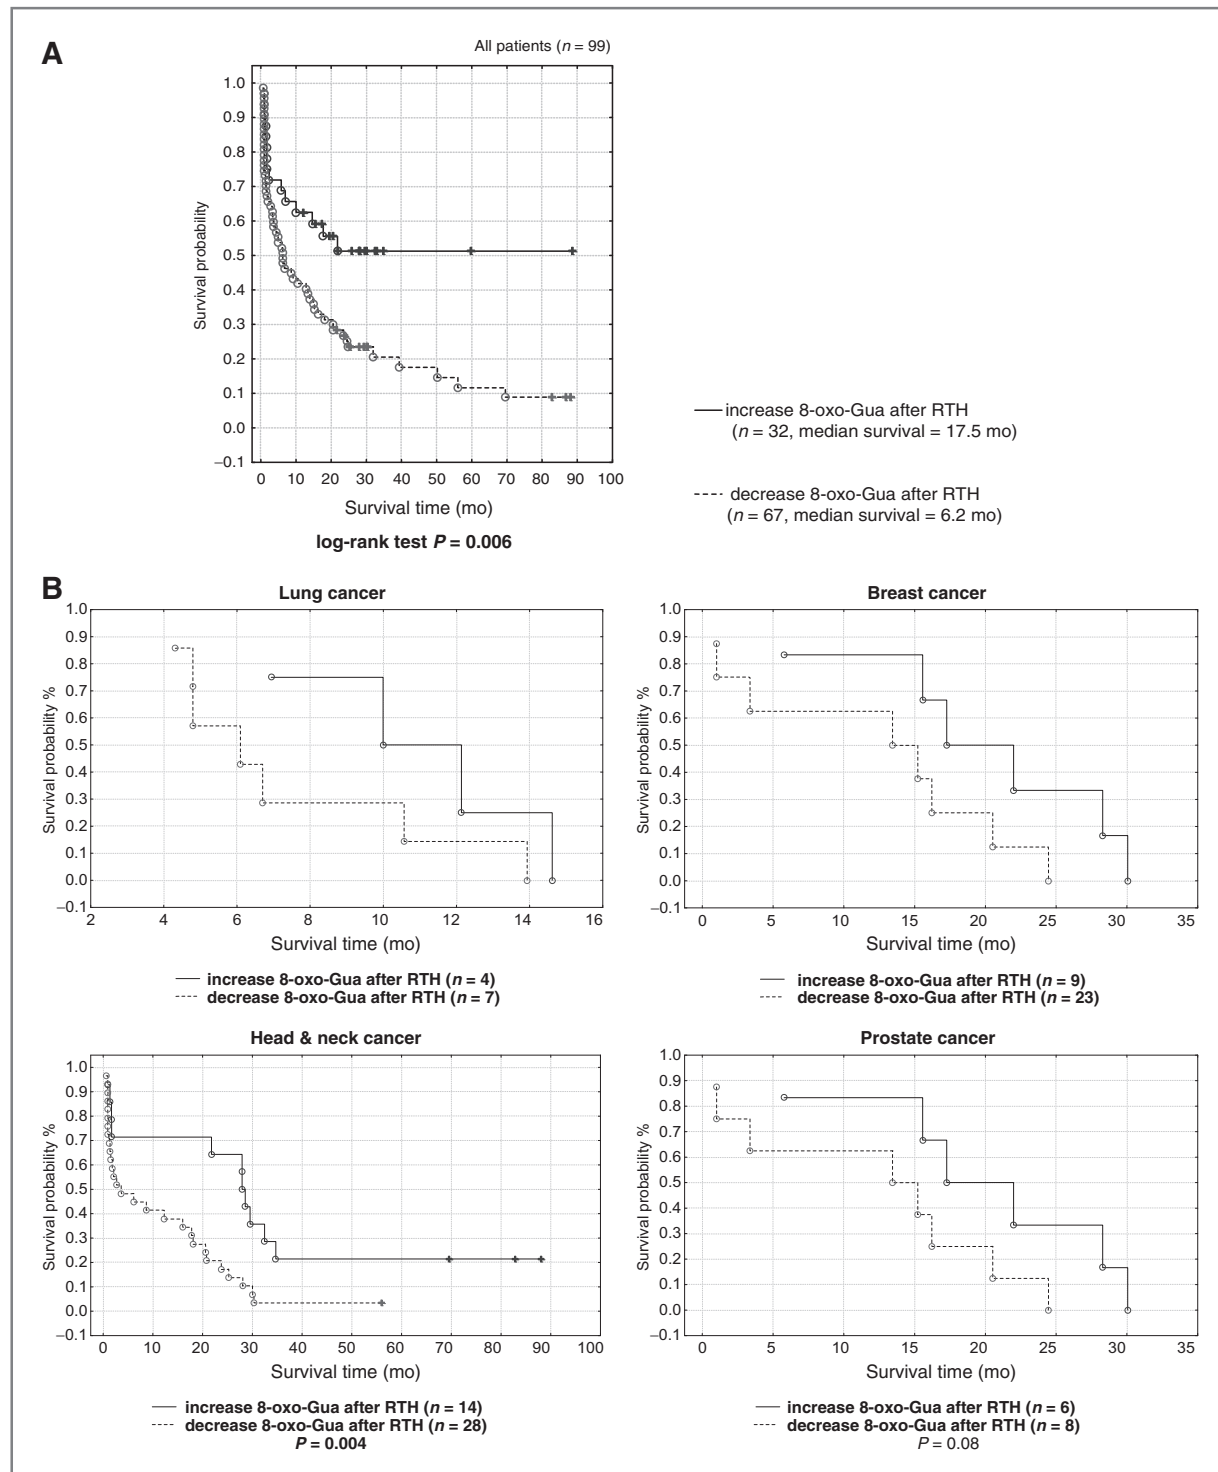 A
All patients (n = 99)
Survival probability
1.0
0.9
0.8
0.7
0.6
0.5
0.4
0.3
0.2
0.1
0.0
–0.1
0 10 20 30 40 50 60 70 80 90 100
Survival time (mo)
log-rank test P = 0.006
increase 8-oxo-Gua after RTH
(n = 32, median survival = 17.5 mo)
decrease 8-oxo-Gua after RTH
(n = 67, median survival = 6.2 mo)
B
Lung cancer
Survival probability %
1.0
0.9
0.8
0.7
0.6
0.5
0.4
0.3
0.2
0.1
0.0
–0.1
2 4 6 8 10 12 14 16
Survival time (mo)
increase 8-oxo-Gua after RTH (n = 4)
decrease 8-oxo-Gua after RTH (n = 7)
Breast cancer
Survival probability %
1.0
0.9
0.8
0.7
0.6
0.5
0.4
0.3
0.2
0.1
0.0
–0.1
0 5 10 15 20 25 30 35
Survival time (mo)
increase 8-oxo-Gua after RTH (n = 9)
decrease 8-oxo-Gua after RTH (n = 23)
Head & neck cancer
Survival probability %
1.0
0.9
0.8
0.7
0.6
0.5
0.4
0.3
0.2
0.1
0.0
–0.1
0 10 20 30 40 50 60 70 80 90 100
Survival time (mo)
increase 8-oxo-Gua after RTH (n = 14)
decrease 8-oxo-Gua after RTH (n = 28)
P = 0.004
Prostate cancer
Survival probability %
1.0
0.9
0.8
0.7
0.6
0.5
0.4
0.3
0.2
0.1
0.0
–0.1
0 5 10 15 20 25 30 35
Survival time (mo)
increase 8-oxo-Gua after RTH (n = 6)
decrease 8-oxo-Gua after RTH (n = 8)
P = 0.08